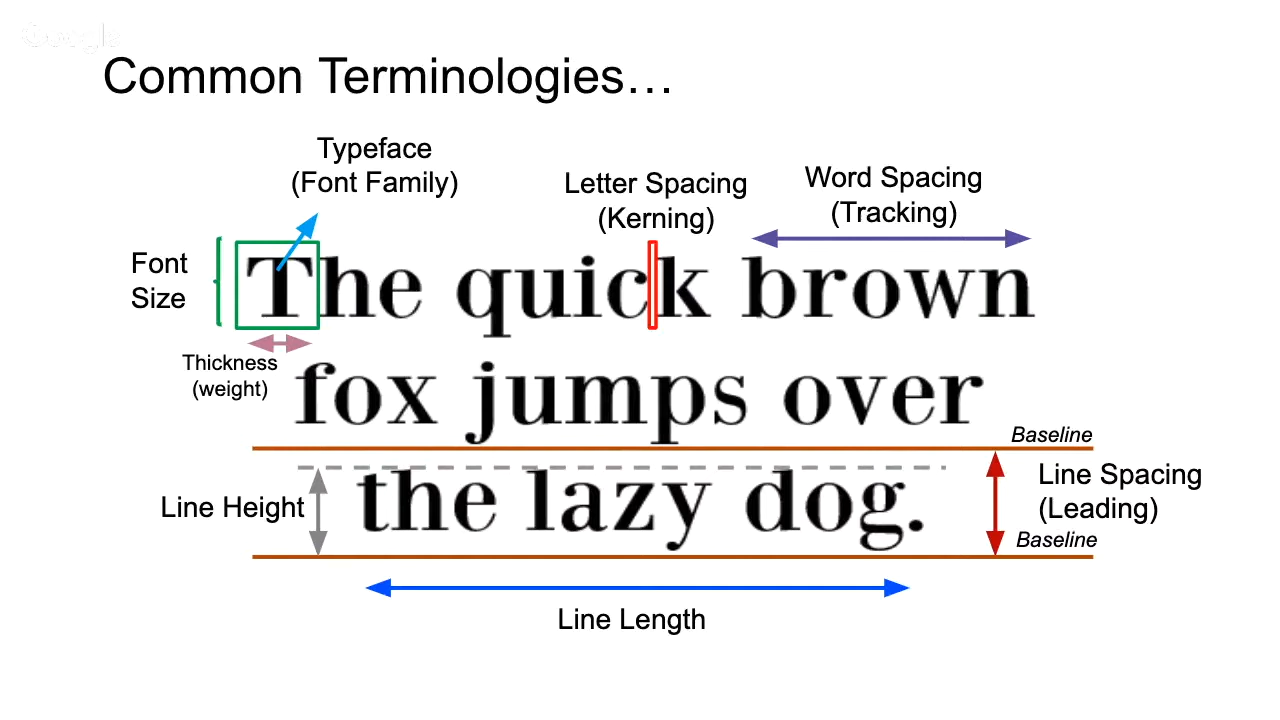 Google
Common Terminologies…
Typeface
(Font Family)
Letter Spacing
(Kerning)
Word Spacing
(Tracking)
Font
Size
The quick brown
Thickness
(weight)
fox jumps over
Baseline
the lazy dog.
Line Height
Line Spacing
(Leading)
Baseline
Line Length